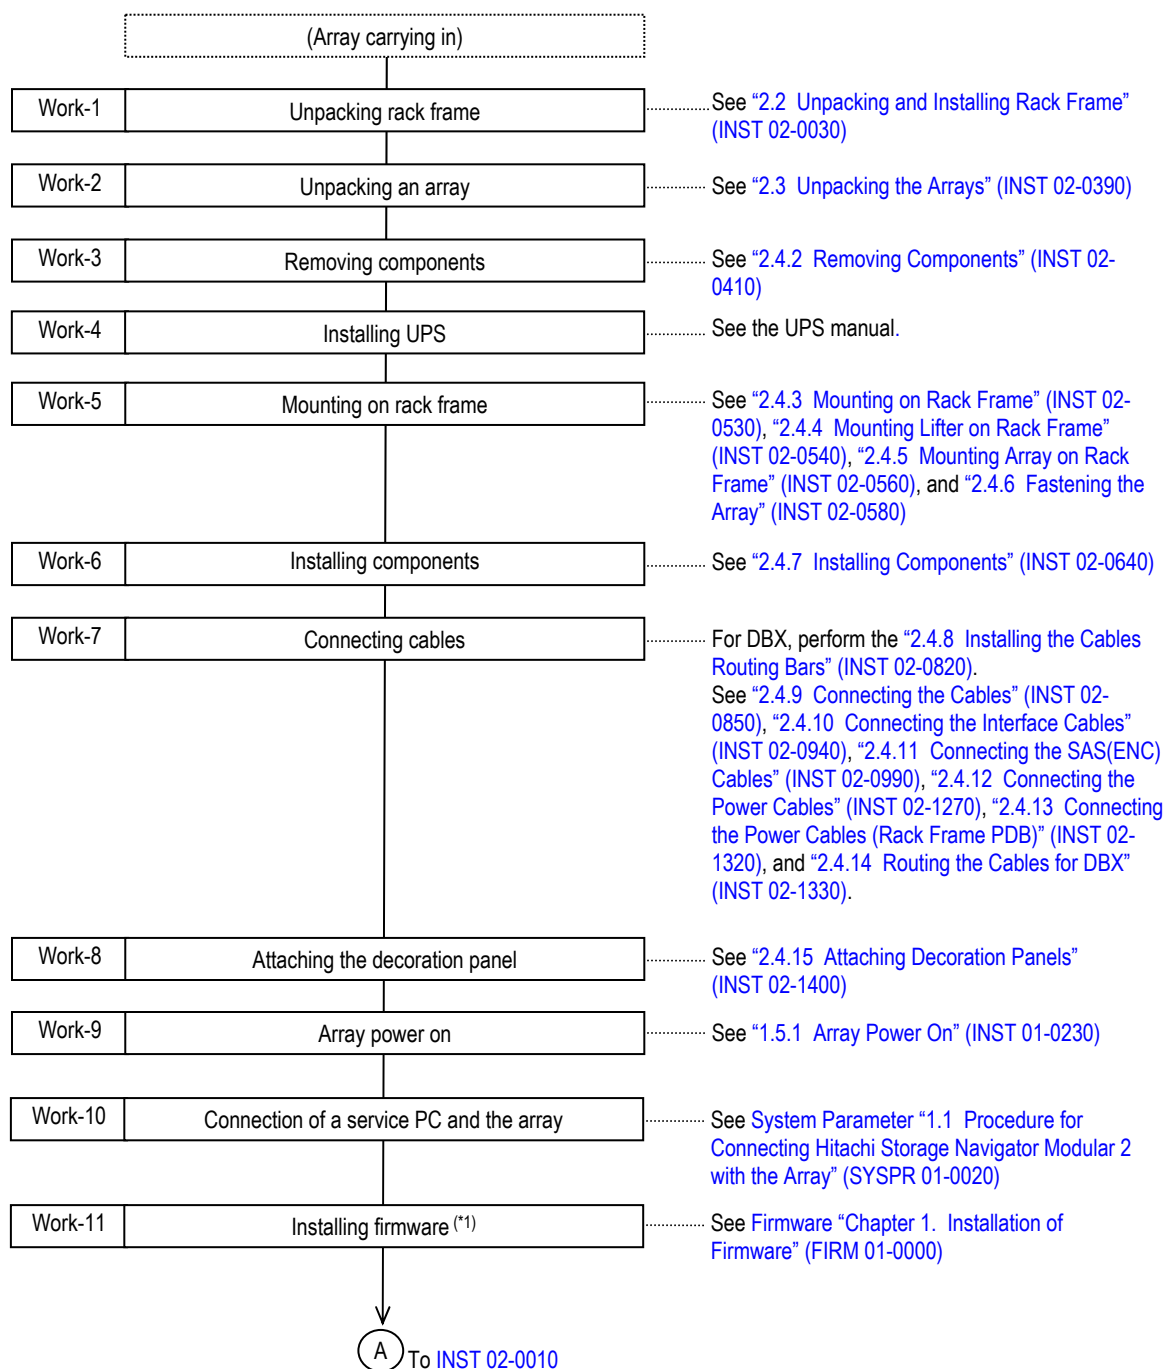 (Array carrying in)
Work-1
Unpacking rack frame
See “2.2 Unpacking and Installing Rack Frame”
(INST 02-0030)
Work-2
Unpacking an array
See “2.3 Unpacking the Arrays” (INST 02-0390)
Work-3
Removing components
See “2.4.2 Removing Components” (INST 02-
0410)
Work-4
Installing UPS
See the UPS manual.
Work-5
Mounting on rack frame
See “2.4.3 Mounting on Rack Frame” (INST 02-
0530), “2.4.4 Mounting Lifter on Rack Frame”
(INST 02-0540), “2.4.5 Mounting Array on Rack
Frame” (INST 02-0560), and “2.4.6 Fastening the
Array” (INST 02-0580)
Work-6
Installing components
See “2.4.7 Installing Components” (INST 02-0640)
Work-7
Connecting cables
For DBX, perform the “2.4.8 Installing the Cables
Routing Bars” (INST 02-0820).
See “2.4.9 Connecting the Cables” (INST 02-
0850), “2.4.10 Connecting the Interface Cables”
(INST 02-0940), “2.4.11 Connecting the SAS(ENC)
Cables” (INST 02-0990), “2.4.12 Connecting the
Power Cables” (INST 02-1270), “2.4.13 Connecting
the Power Cables (Rack Frame PDB)” (INST 02-
1320), and “2.4.14 Routing the Cables for DBX”
(INST 02-1330).
Work-8
Attaching the decoration panel
See “2.4.15 Attaching Decoration Panels”
(INST 02-1400)
Work-9
Array power on
See “1.5.1 Array Power On” (INST 01-0230)
Work-10
Connection of a service PC and the array
See System Parameter “1.1 Procedure for
Connecting Hitachi Storage Navigator Modular 2
with the Array” (SYSPR 01-0020)
Work-11
Installing firmware (*1)
See Firmware “Chapter 1. Installation of
Firmware” (FIRM 01-0000)
A
To INST 02-0010